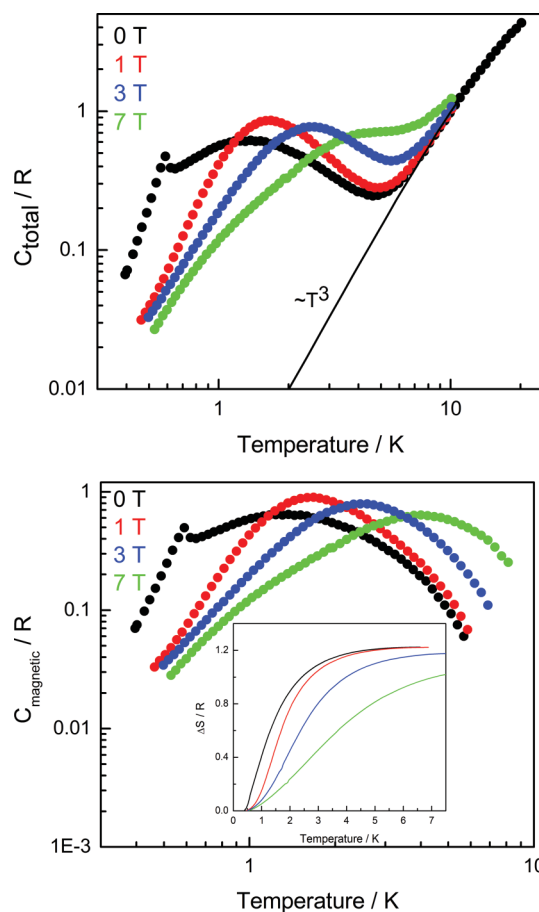 0 T
1 T
3 T
7 T
C_total / R
1
0.1
0.01
~T^3
1
10
Temperature / K
0 T
1 T
3 T
7 T
C_magnetic / R
1
0.1
0.01
1E-3
ΔS / R
1.2
0.8
0.4
0.0
0 1 2 3 4 5 6 7
Temperature / K
1
10
Temperature / K